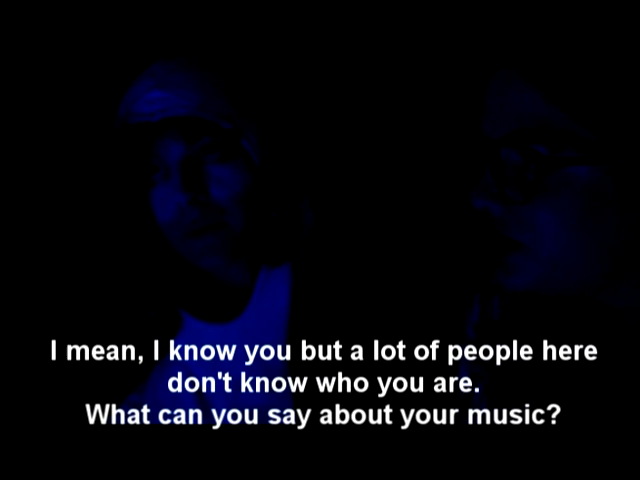 I mean, I know you but a lot of people here
don't know who you are.
What can you say about your music?